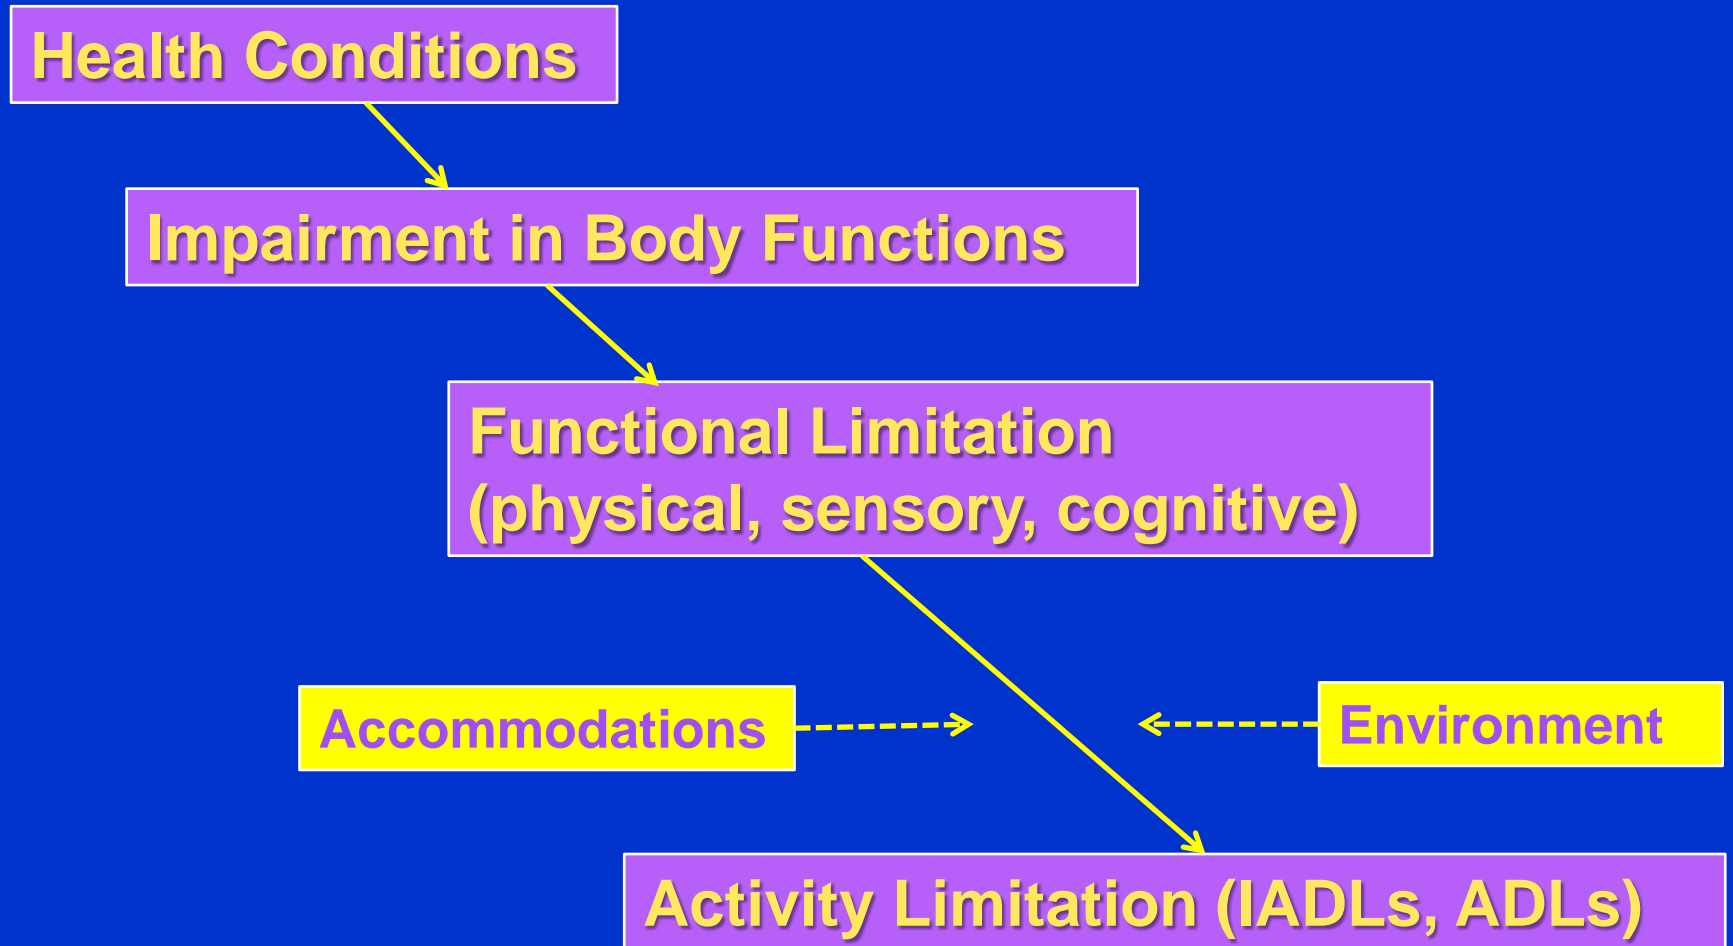 Health Conditions
Impairment in Body Functions
Functional Limitation
(physical, sensory, cognitive)
Accommodations
Environment
Activity Limitation (IADLs, ADLs)